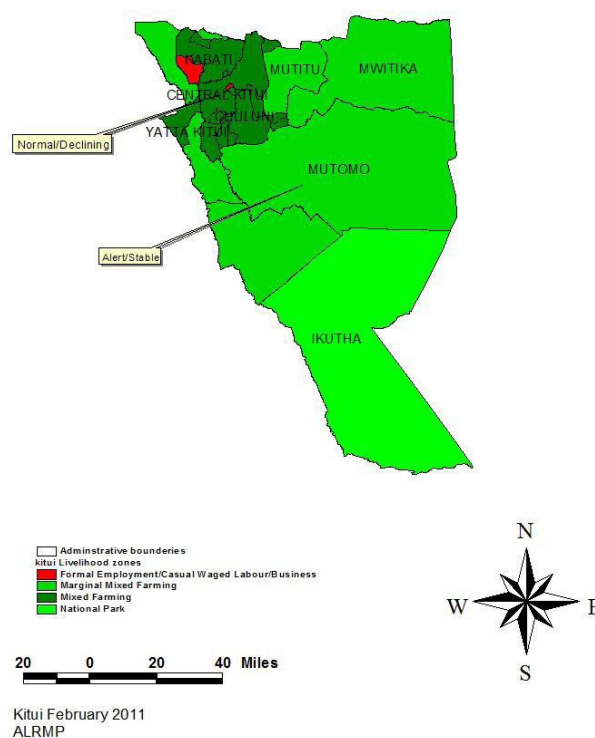 KABATI
MUTITU
MWITIKA
CENTRAL KITUI
CHULUNI
YATTA KITUI
Normal/Declining
MUTOMO
Alert/Stable
IKUTHA
Adminstrative bounderies
kitui Livelihood zones
Formal Employment/Casual Waged Labour/Business
Marginal Mixed Farming
Mixed Farming
National Park
N
W
E
S
20 0 20 40 Miles
Kitui February 2011
ALRMP